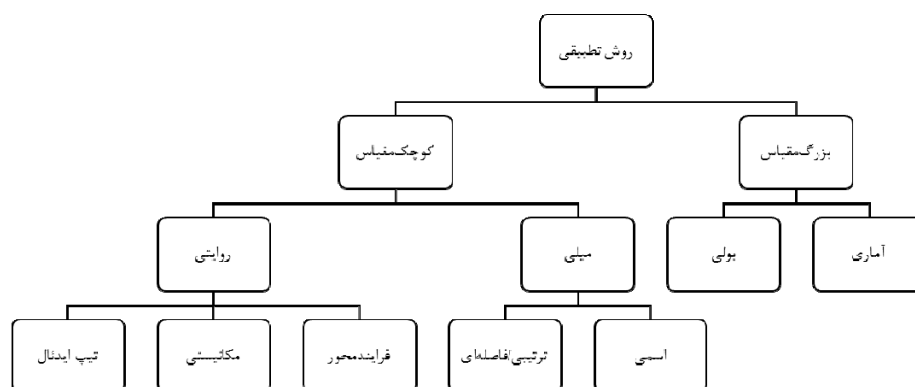 روش تطبیقی
بزرگ‌مقیاس
کوچک‌مقیاس
آماری
بولی
میلی
روایتی
اسمی
ترتیبی/فاصله‌ای
فرایندمحور
مکانیستی
تیپ ایدئال